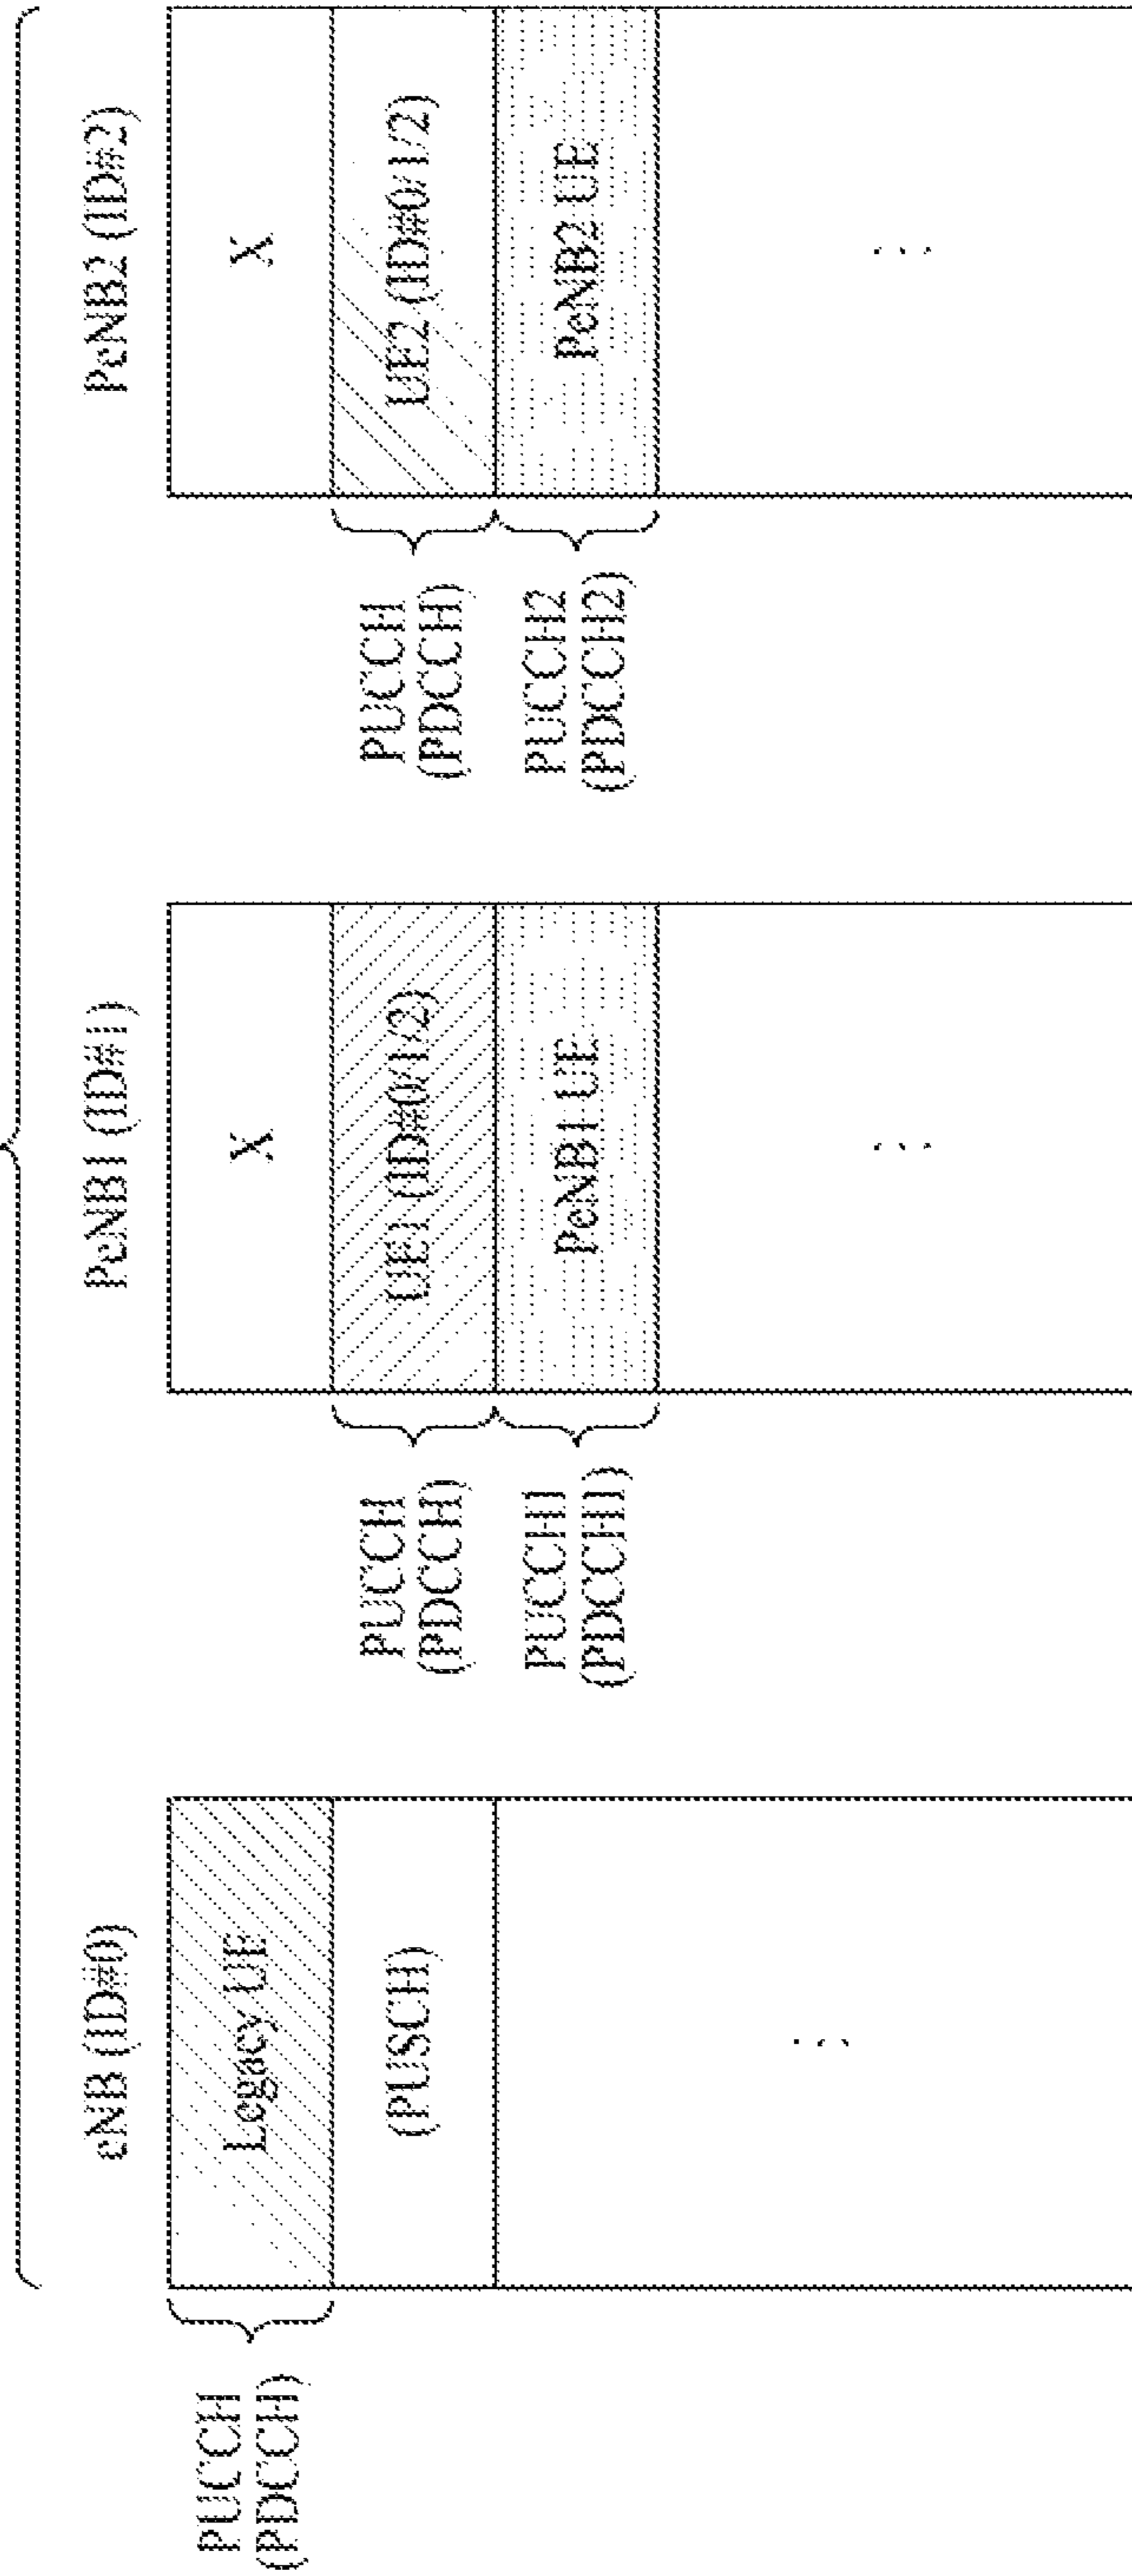 eNB (ID#0)
PUCCH
(PDCCH)
Legacy UE
(PUSCH)
...
PeNB1 (ID#1)
X
PUCCH
(PDCCH)
UE1 (ID#0/1/2)
PUCCH1
(PDCCH1)
PeNB1 UE
...
PeNB2 (ID#2)
X
PUCCH
(PDCCH)
UE2 (ID#0/1/2)
PUCCH2
(PDCCH2)
PeNB2 UE
...